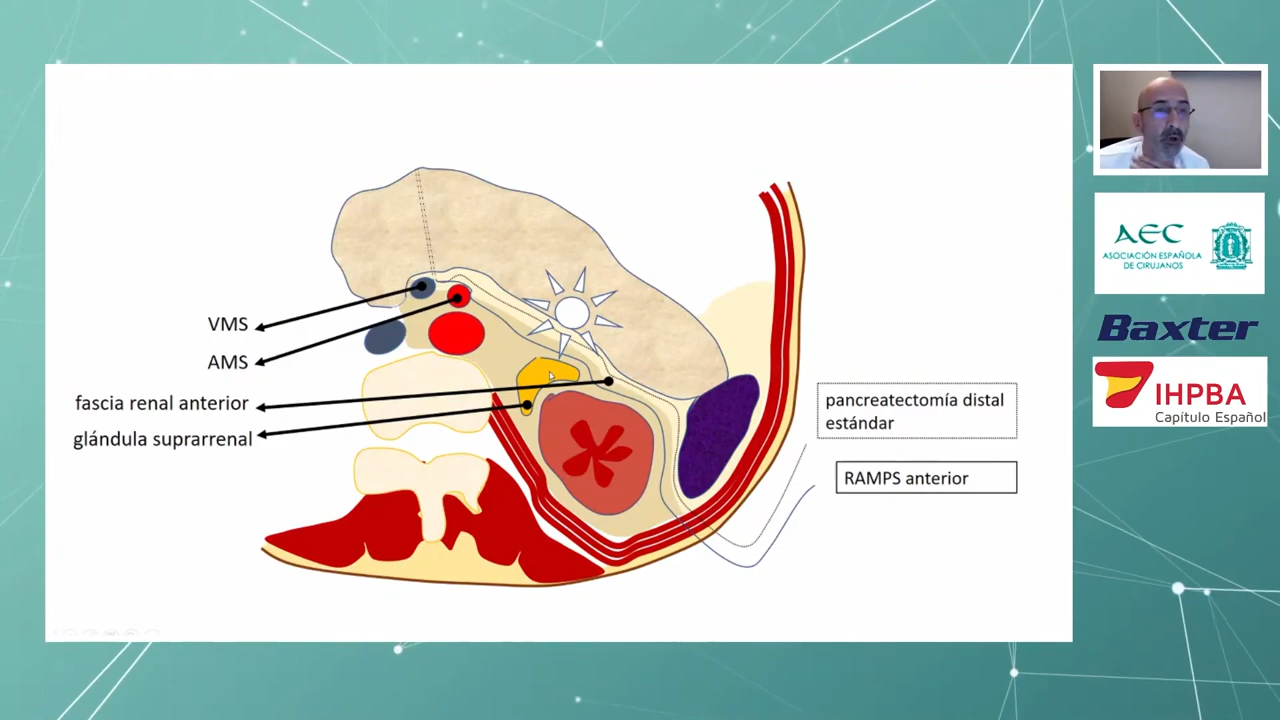 VMS
AMS
fascia renal anterior
glándula suprarrenal
pancreatectomía distal
estándar
RAMPS anterior
AEC
ASOCIACIÓN ESPAÑOLA
DE CIRUJANOS
Baxter
IHPBA
Capítulo Español